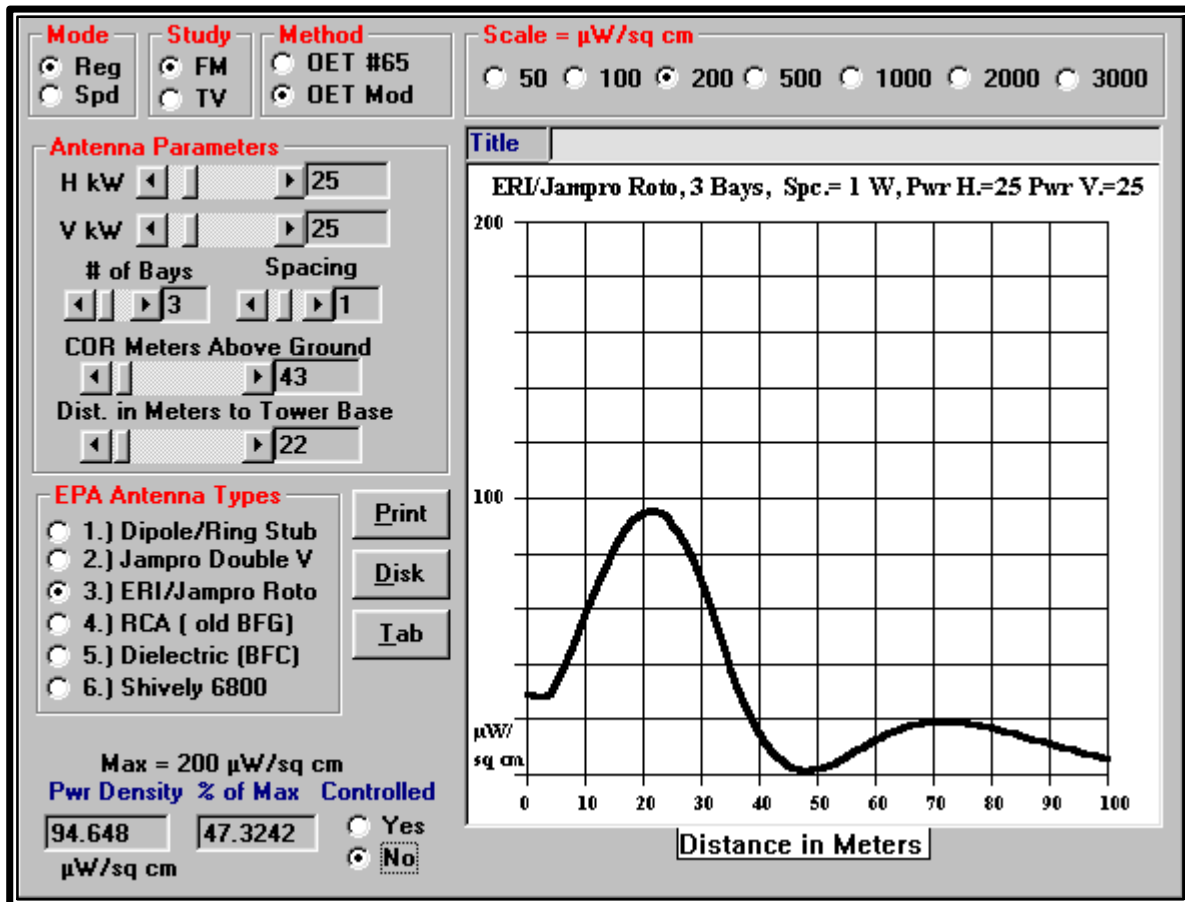 Mode
Reg
Spd
Study
FM
TV
Method
OET #65
OET Mod
Scale = µW/sq cm
50 100 200 500 1000 2000 3000
Antenna Parameters
H kW 25
V kW 25
# of Bays Spacing
3 1
COR Meters Above Ground
43
Dist. in Meters to Tower Base
22
EPA Antenna Types
1.) Dipole/Ring Stub
2.) Jampro Double V
3.) ERI/Jampro Roto
4.) RCA ( old BFG)
5.) Dielectric (BFC)
6.) Shively 6800
Print
Disk
Tab
Max = 200 µW/sq cm
Pwr Density % of Max Controlled
94.648 47.3242 Yes
No
µW/sq cm
Title
ERI/Jampro Roto, 3 Bays, Spc.= 1 W, Pwr H.=25 Pwr V.=25
200
100
µW/
sq cm
0 10 20 30 40 50 60 70 80 90 100
Distance in Meters